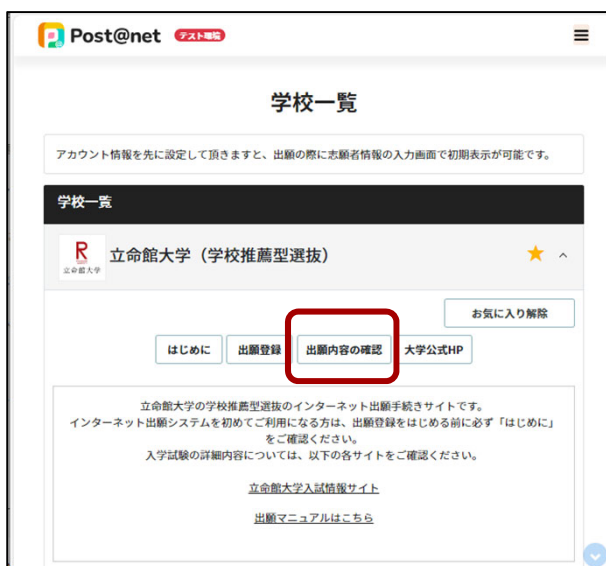 Post@net テスト環境
学校一覧
アカウント情報を先に設定して頂きますと、出願の際に志願者情報の入力画面で初期表示が可能です。
学校一覧
R
立命館大学
立命館大学（学校推薦型選抜）
お気に入り解除
はじめに 出願登録 出願内容の確認 大学公式HP
立命館大学の学校推薦型選抜のインターネット出願手続きサイトです。
インターネット出願システムを初めてご利用になる方は、出願登録をはじめる前に必ず「はじめに」
をご確認ください。
入学試験の詳細内容については、以下の各サイトをご確認ください。
立命館大学入試情報サイト
出願マニュアルはこちら